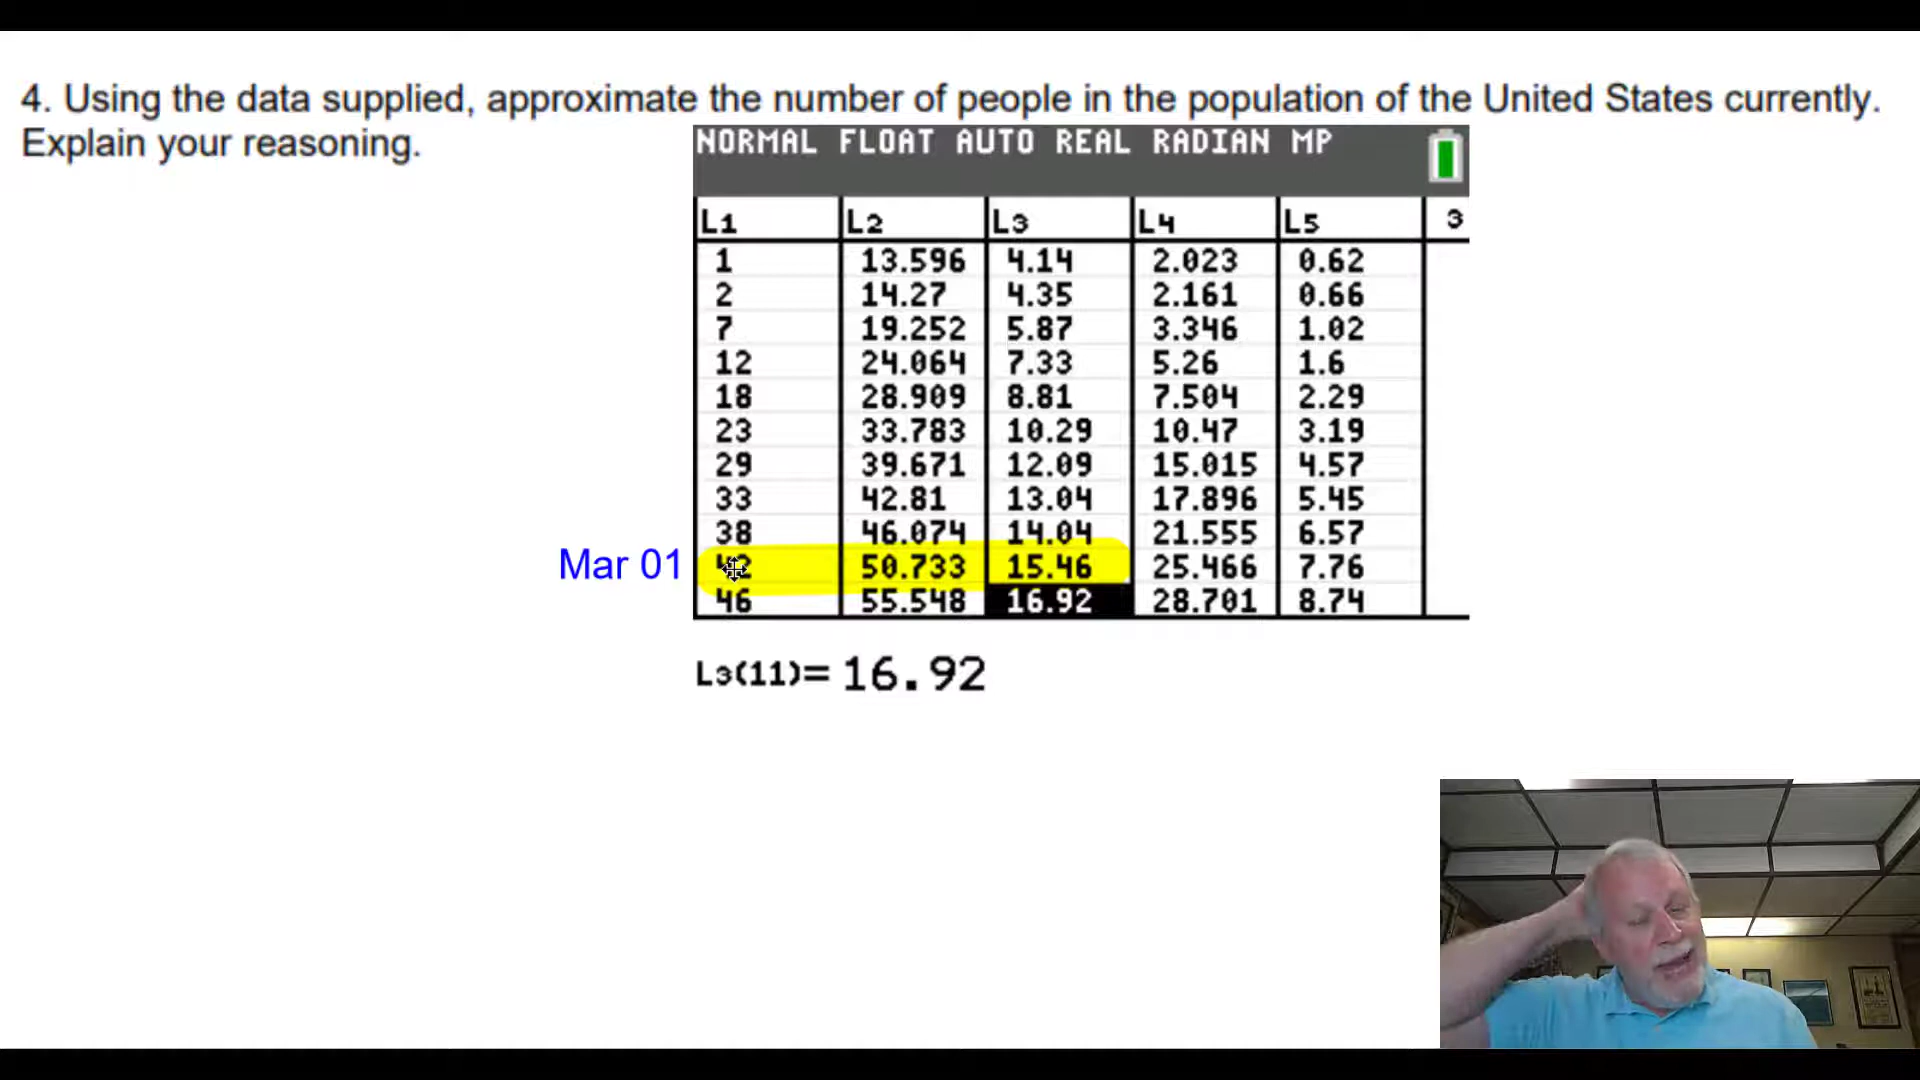 4. Using the data supplied, approximate the number of people in the population of the United States currently.
Explain your reasoning.
NORMAL FLOAT AUTO REAL RADIAN MP
L1 L2 L3 L4 L5 3
1 13.596 4.14 2.023 0.62
2 14.27 4.35 2.161 0.66
7 19.252 5.87 3.346 1.02
12 24.064 7.33 5.26 1.6
18 28.909 8.81 7.504 2.29
23 33.783 10.29 10.47 3.19
29 39.671 12.09 15.015 4.57
33 42.81 13.04 17.896 5.45
38 46.074 14.04 21.555 6.57
Mar 01 42 50.733 15.46 25.466 7.76
46 55.548 16.92 28.701 8.74
L3(11)= 16.92